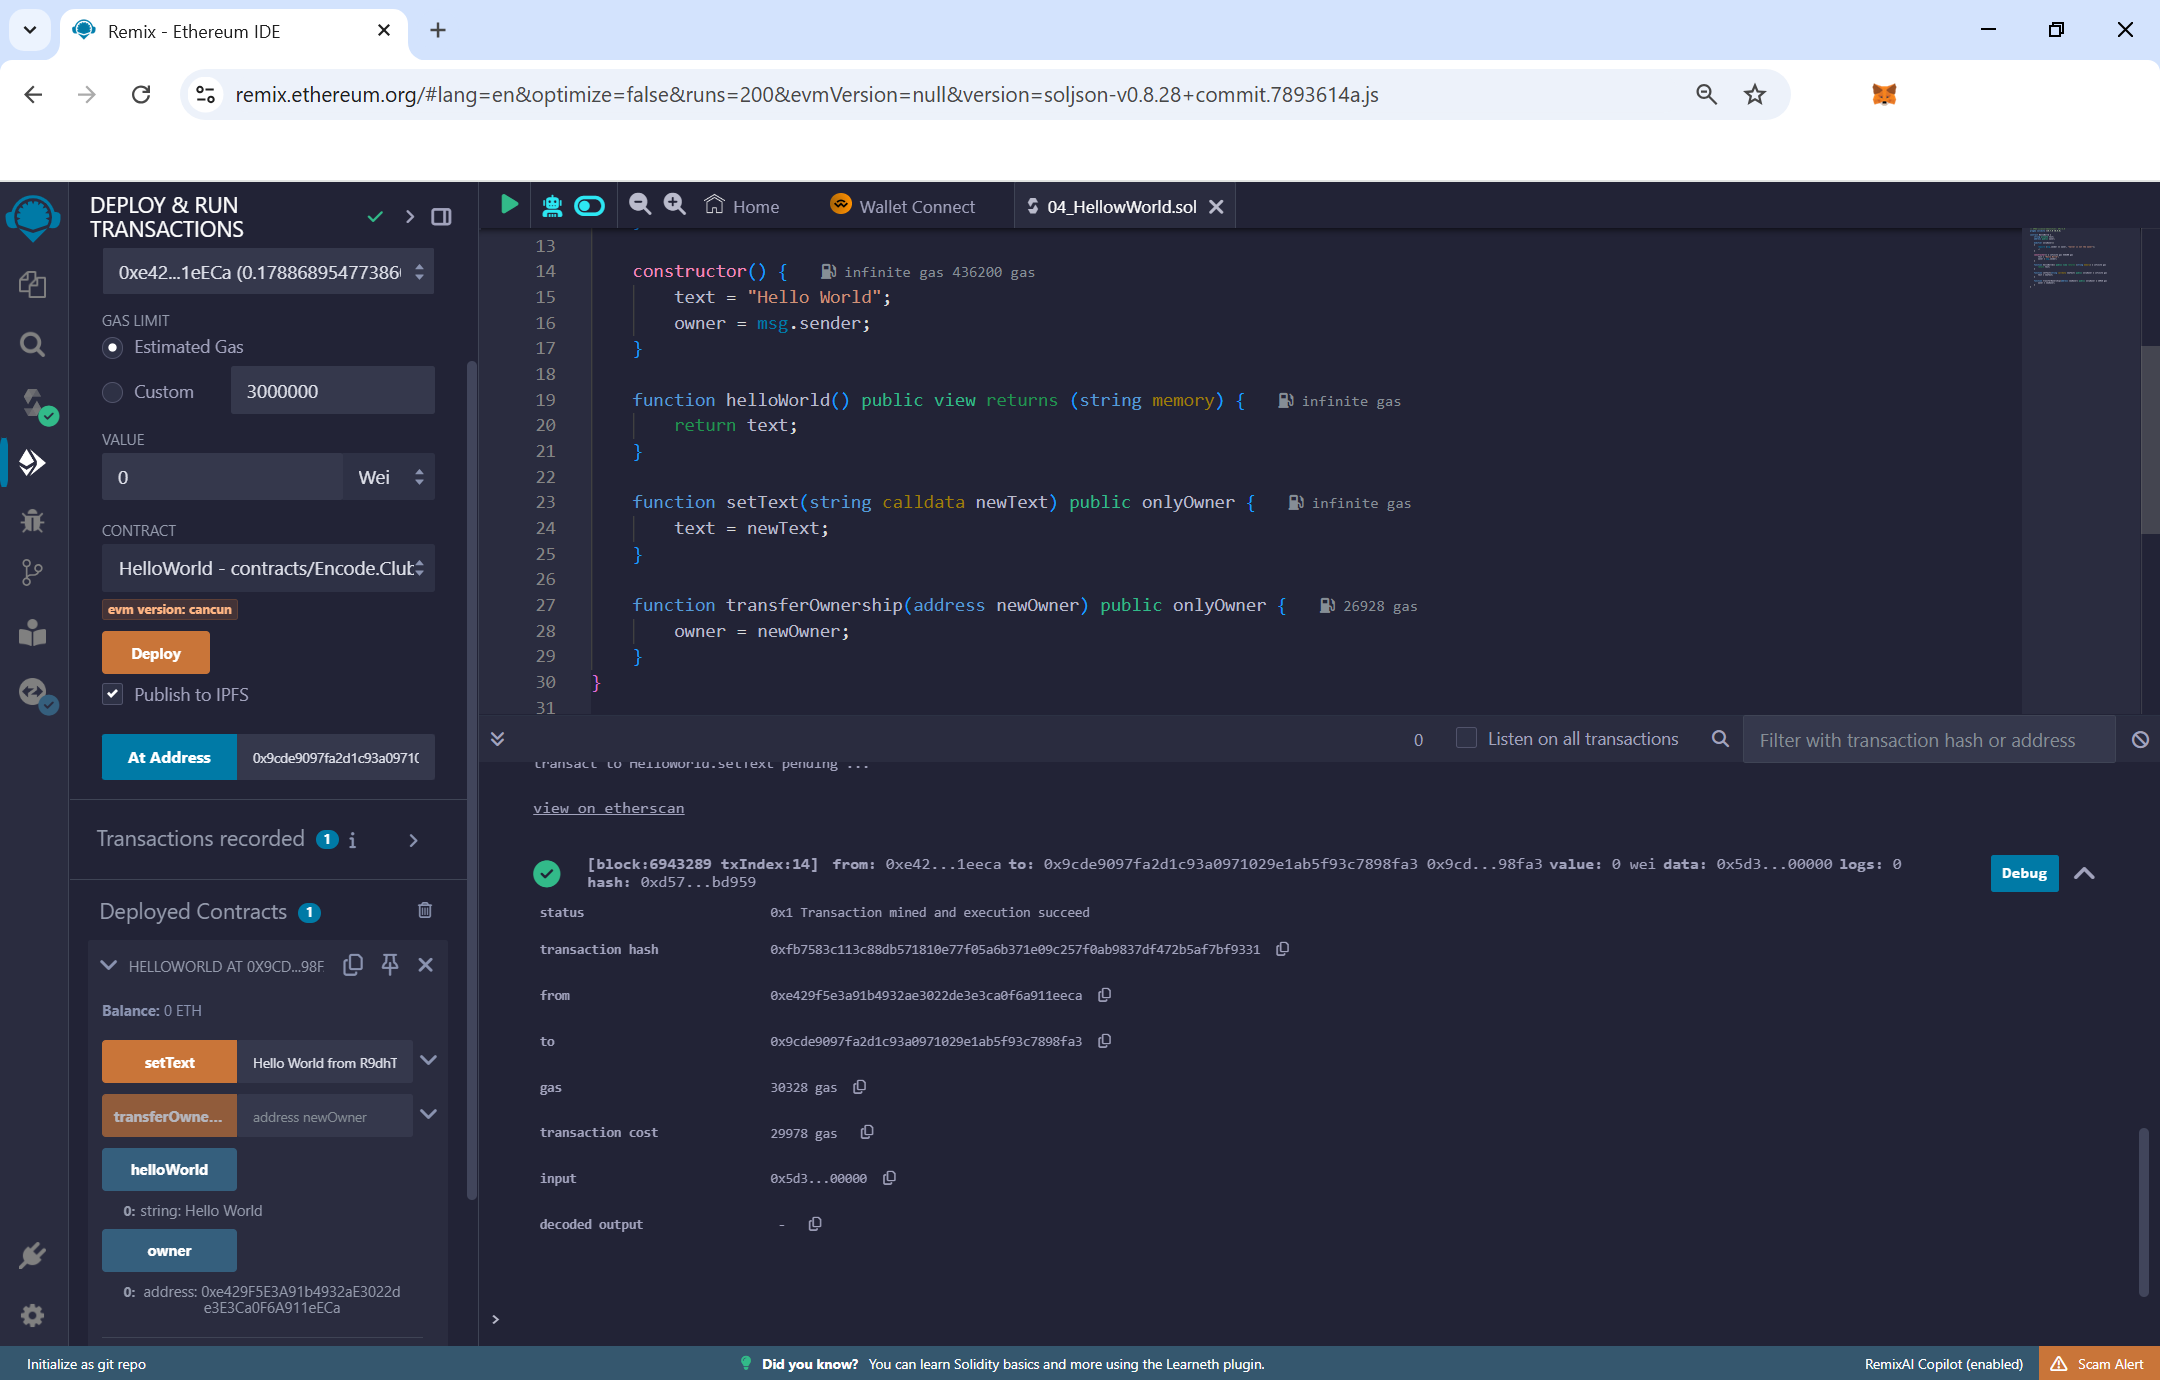 Remix - Ethereum IDE
remix.ethereum.org/#lang=en&optimize=false&runs=200&evmVersion=null&version=soljson-v0.8.28+commit.7893614a.js
DEPLOY & RUN
TRANSACTIONS
0xe42...1eECa (0.17886895477386
GAS LIMIT
Estimated Gas
Custom
3000000
VALUE
0
Wei
CONTRACT
HelloWorld - contracts/Encode.Club
evm version: cancun
Deploy
Publish to IPFS
At Address
0x9cde9097fa2d1c93a0971
Transactions recorded 1 i
Deployed Contracts 1
HELLOWORLD AT 0X9CD...98F
Balance: 0 ETH
setText
Hello World from R9dhT
transferOwne...
address newOwner
helloWorld
0: string: Hello World
owner
0: address: 0xe429F5E3A91b4932aE3022d
e3E3Ca0F6A911eECa
Home
Wallet Connect
04_HellowWorld.sol
13
14 constructor() { infinite gas 436200 gas
15 text = "Hello World";
16 owner = msg.sender;
17 }
18
19 function helloWorld() public view returns (string memory) { infinite gas
20 return text;
21 }
22
23 function setText(string calldata newText) public onlyOwner { infinite gas
24 text = newText;
25 }
26
27 function transferOwnership(address newOwner) public onlyOwner { 26928 gas
28 owner = newOwner;
29 }
30 }
31
0
Listen on all transactions
Filter with transaction hash or address
transact to HelloWorld.setText pending ...
view on etherscan
[block:6943289 txIndex:14] from: 0xe42...1eeca to: 0x9cde9097fa2d1c93a0971029e1ab5f93c7898fa3 0x9cd...98fa3 value: 0 wei data: 0x5d3...00000 logs: 0
hash: 0xd57...bd959
Debug
status 0x1 Transaction mined and execution succeed
transaction hash 0xfb7583c113c88db571810e77f05a6b371e09c257f0ab9837df472b5af7bf9331
from 0xe429f5e3a91b4932ae3022de3e3ca0f6a911eeca
to 0x9cde9097fa2d1c93a0971029e1ab5f93c7898fa3
gas 30328 gas
transaction cost 29978 gas
input 0x5d3...00000
decoded output -
>
Initialize as git repo
Did you know? You can learn Solidity basics and more using the Learneth plugin.
RemixAI Copilot (enabled)
Scam Alert